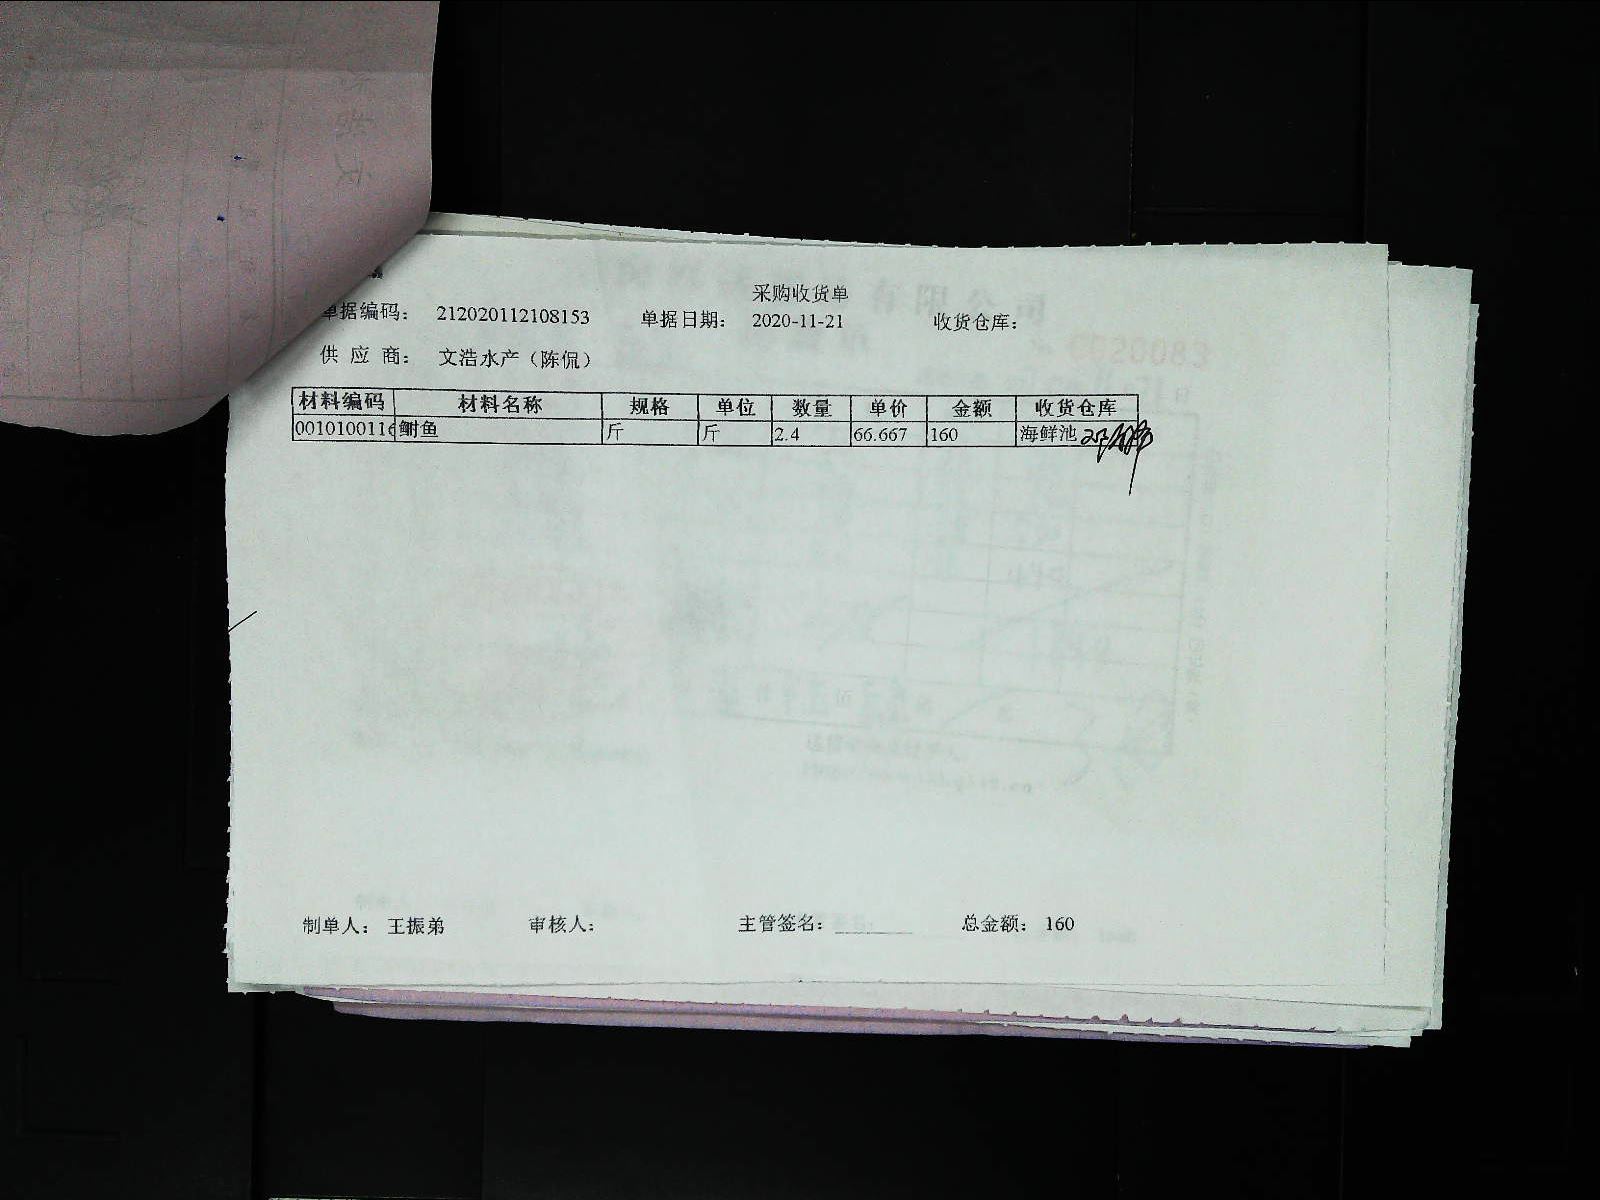 采购收货单
单据编码： 212020112108153 单据日期： 2020-11-21 收货仓库：
供 应 商： 文浩水产（陈侃）
材料编码 材料名称 规格 单位 数量 单价 金额 收货仓库
0010100116 鲥鱼 斤 斤 2.4 66.667 160 海鲜池
制单人： 王振弟 审核人： 主管签名： 总金额： 160